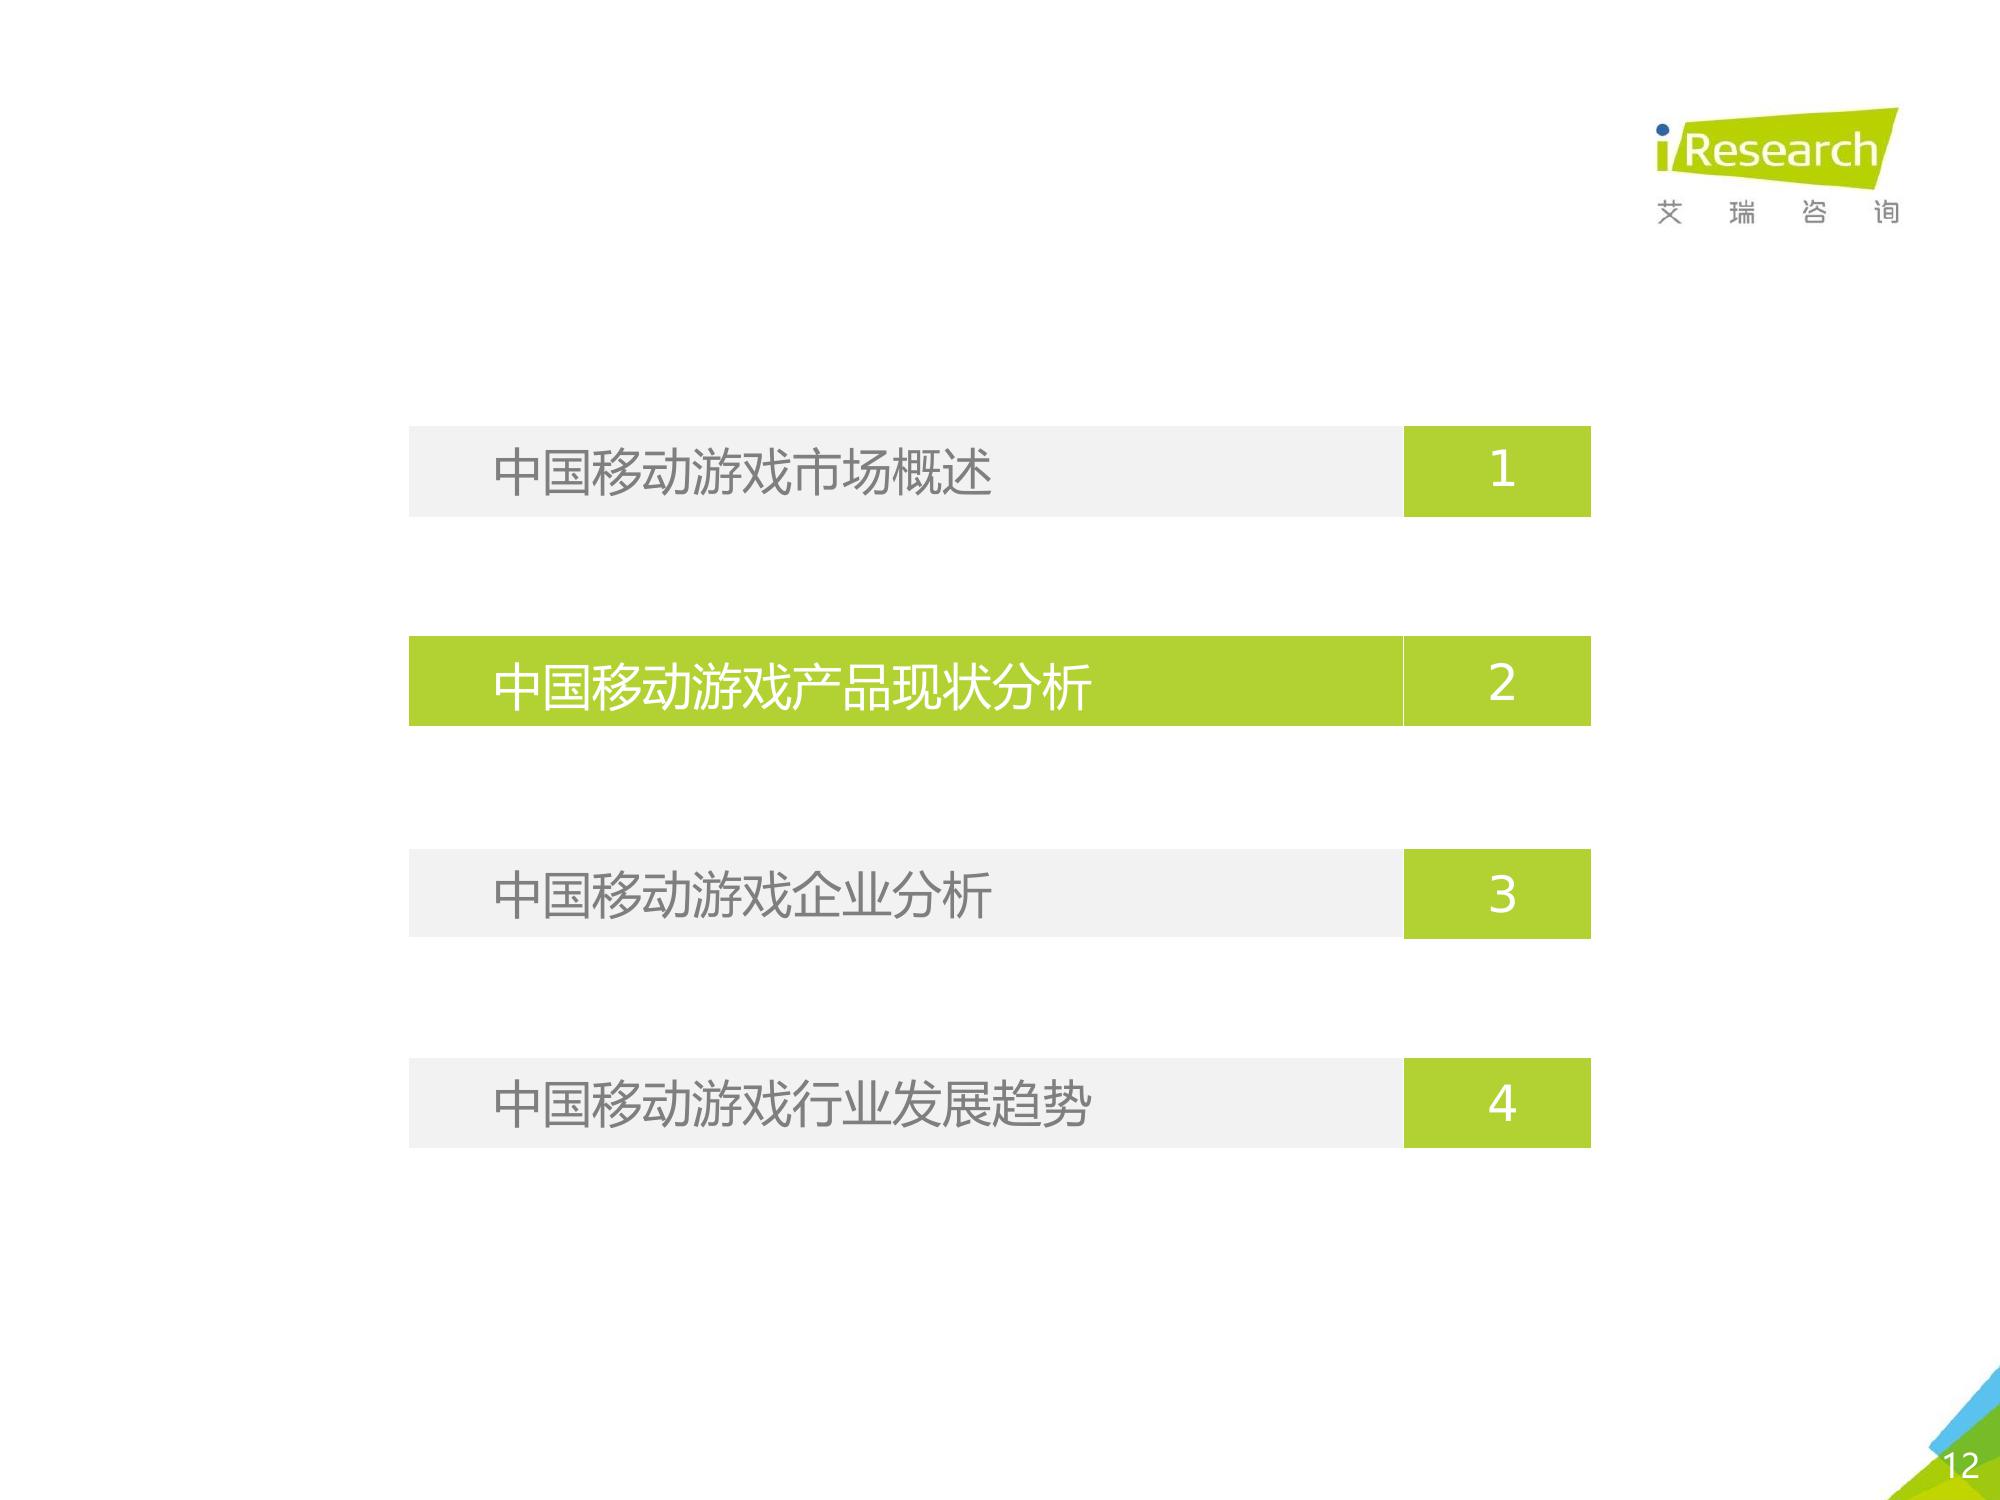 iResearch
艾瑞咨询
中国移动游戏市场概述 1
中国移动游戏产品现状分析 2
中国移动游戏企业分析 3
中国移动游戏行业发展趋势 4
12